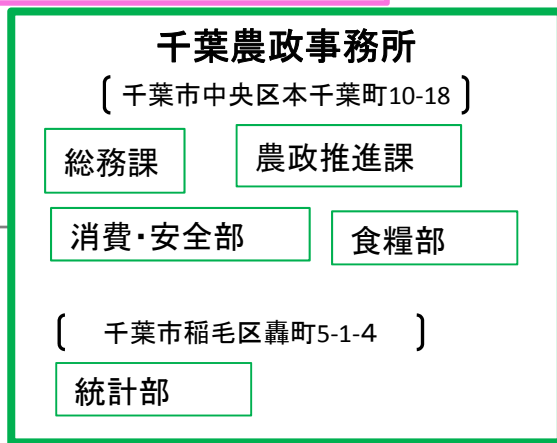 千葉農政事務所
〔 千葉市中央区本千葉町10-18 〕
総務課 農政推進課
消費・安全部 食糧部
〔 千葉市稲毛区轟町5-1-4 〕
統計部